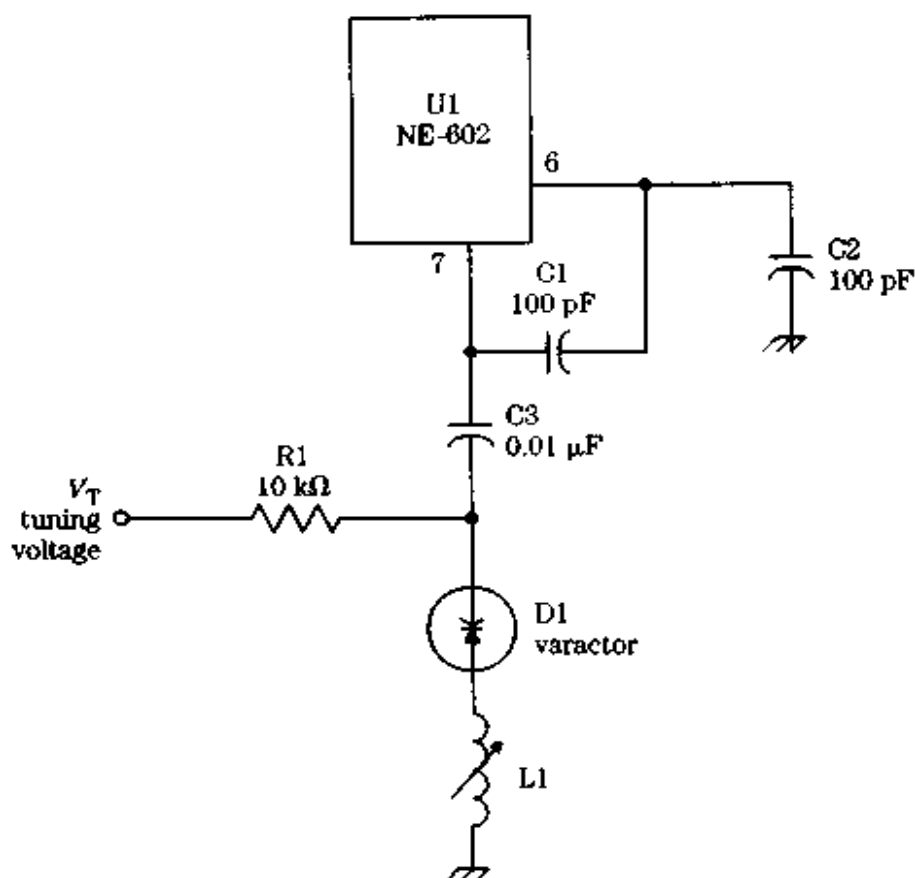 U1
NE-602
6
7
C1
100 pF
C2
100 pF
C3
0.01 µF
R1
10 kΩ
VT
tuning
voltage
D1
varactor
L1